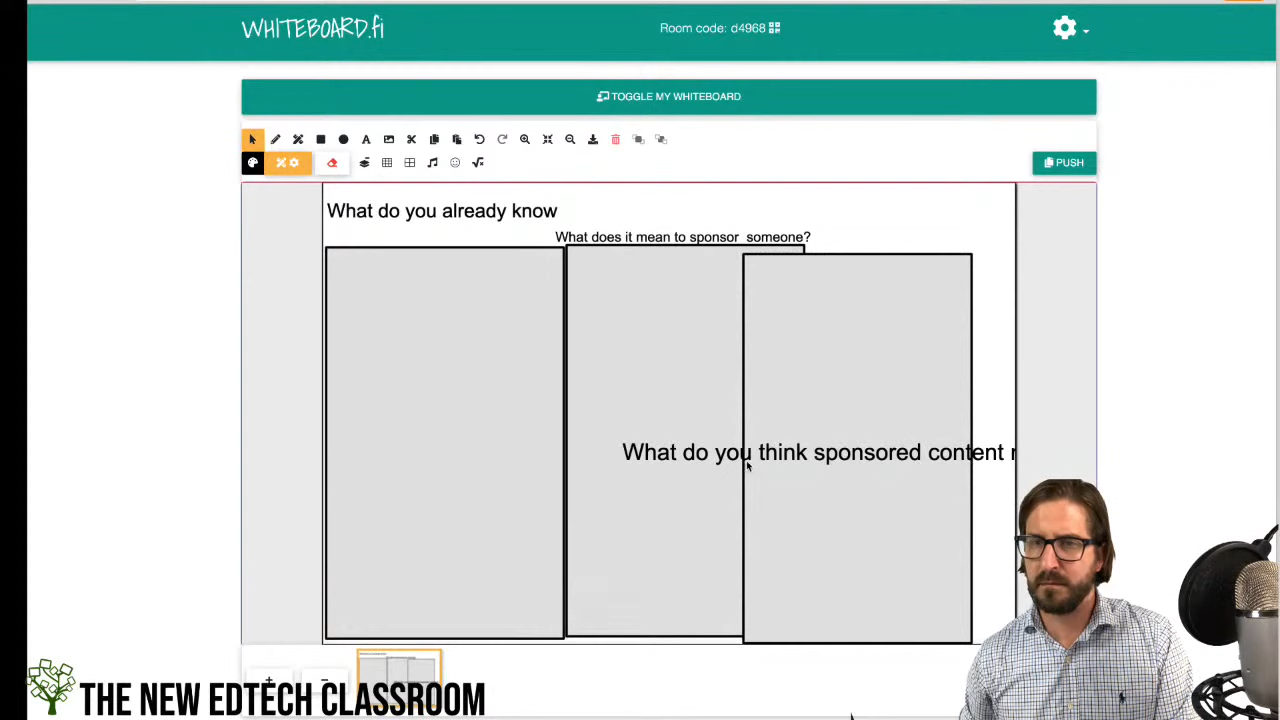 WHITEBOARD.fi
Room code: d4968
TOGGLE MY WHITEBOARD
PUSH
What do you already know
What does it mean to sponsor someone?
What do you think sponsored content
THE NEW EDTECH CLASSROOM